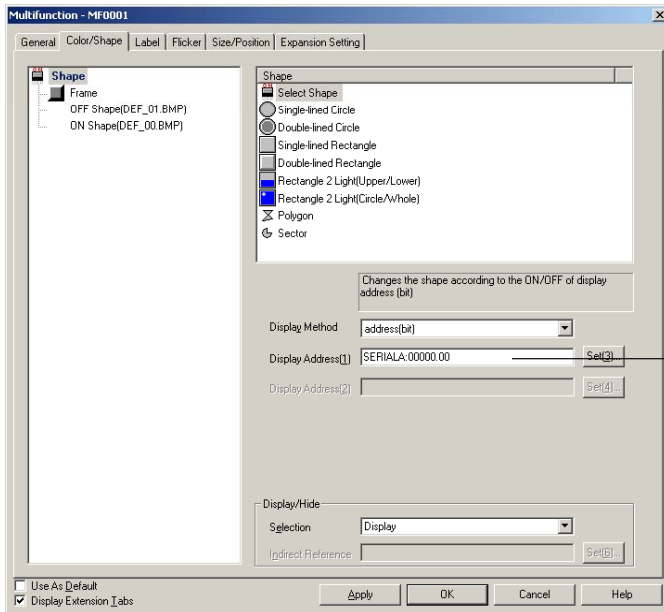 Multifunction - MF0001
General Color/Shape Label Flicker Size/Position Expansion Setting
Shape
Frame
OFF Shape(DEF_01.BMP)
ON Shape(DEF_00.BMP)
Shape
Select Shape
Single-lined Circle
Double-lined Circle
Single-lined Rectangle
Double-lined Rectangle
Rectangle 2 Light(Upper/Lower)
Rectangle 2 Light(Circle/Whole)
Polygon
Sector
Changes the shape according to the ON/OFF of display
address (bit)
Display Method address(bit)
Display Address(1) SERIALA:00000.00 Set(3)...
Display Address(2) Set(4)...
Display/Hide
Selection Display
Indirect Reference Set(6)...
Use As Default
Display Extension Tabs
Apply OK Cancel Help